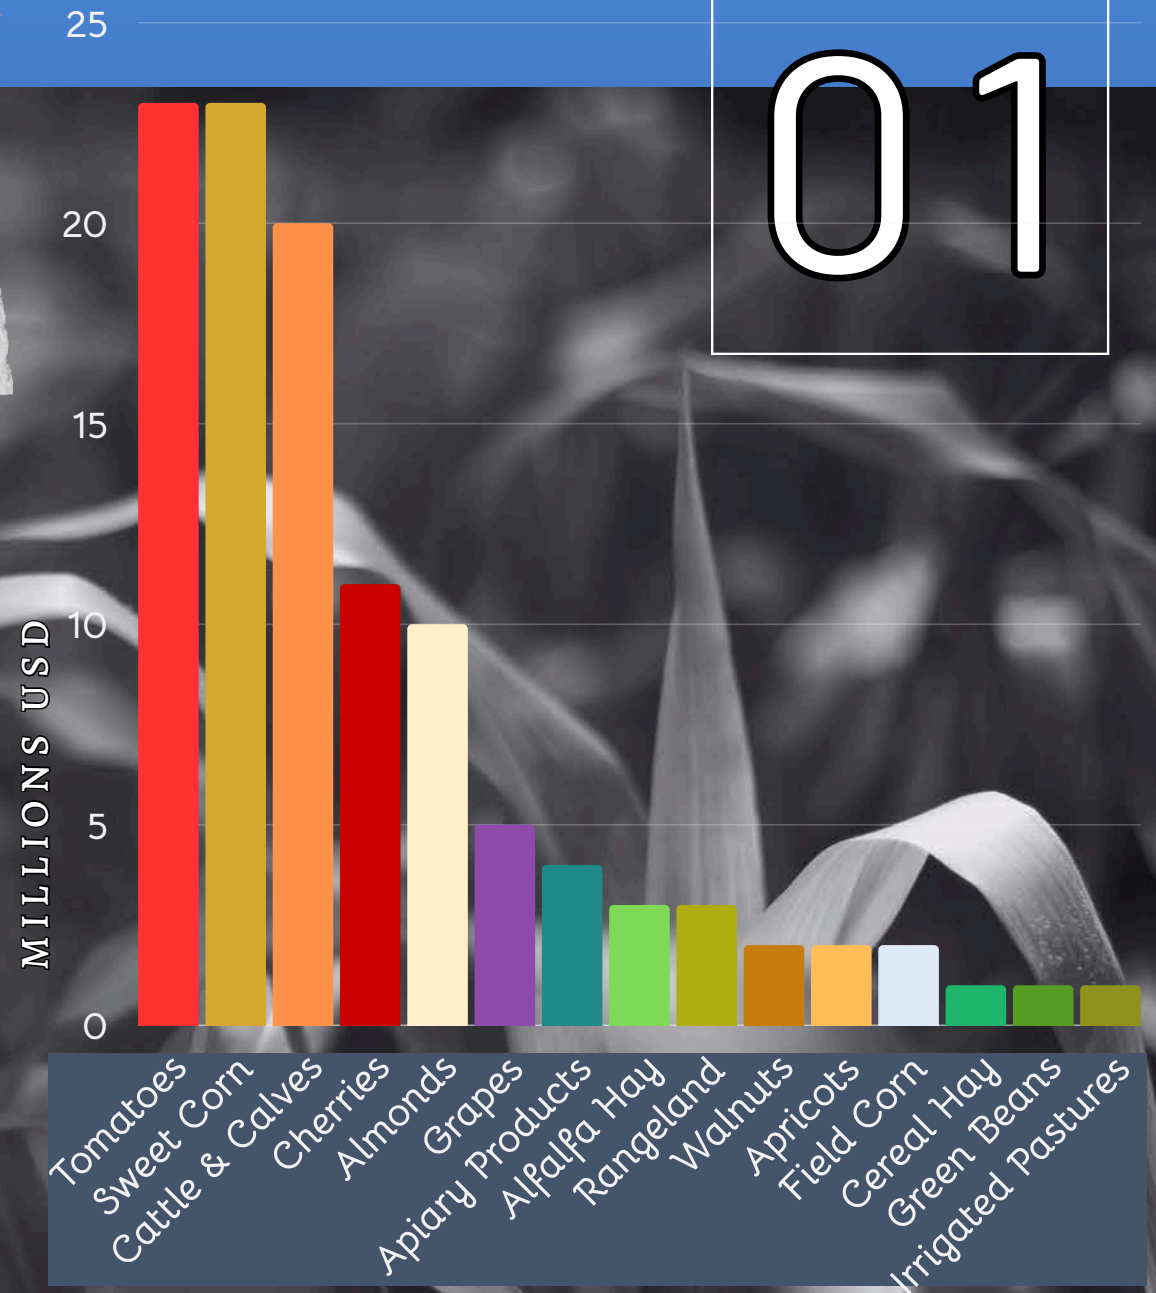 25
01
20
15
10
5
0
MILLIONS USD
Tomatoes
Sweet Corn
Cattle & Calves
Cherries
Almonds
Grapes
Apiary Products
Alfalfa Hay
Rangeland
Walnuts
Apricots
Field Corn
Cereal Hay
Green Beans
Irrigated Pastures